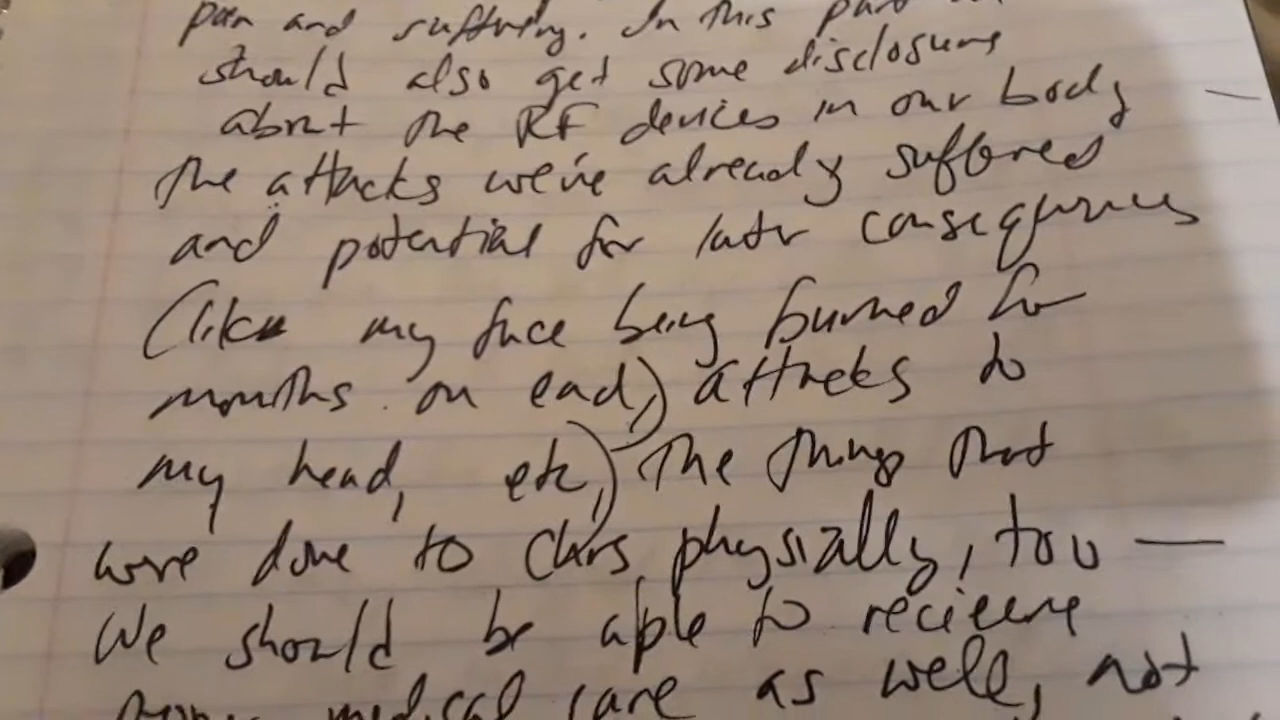 pain and suffering. In this part
should also get some disclosures
about the RF devices in our body
the attacks we've already suffered
and potential for later consequences
(like my face being burned for
months on end,) attacks to
my head, etc,) The things that
were done to Chris physially, too —
We should be able to recieve
medical care as well, not